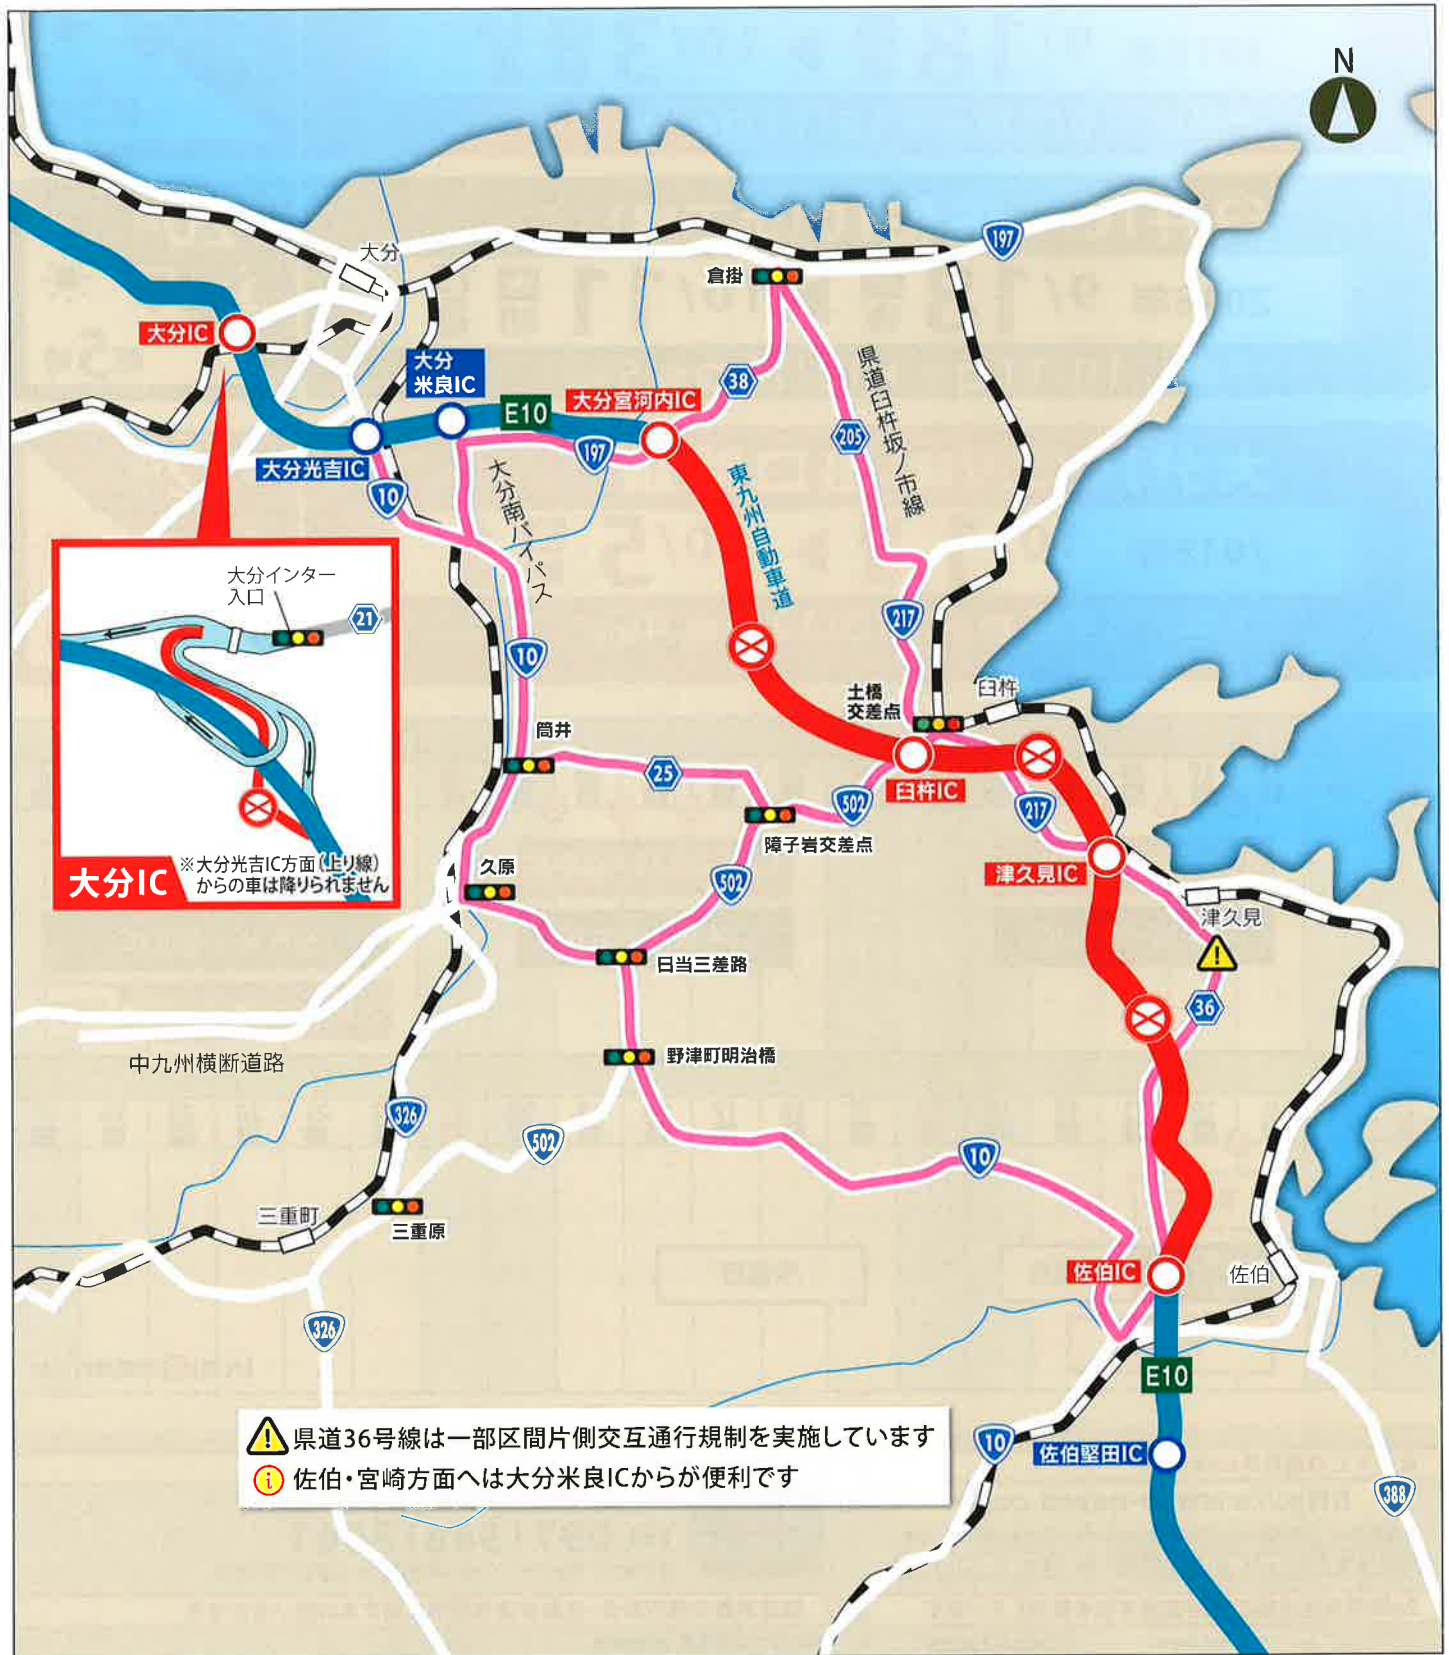 N
197
大分
倉掛
大分IC
大分
米良IC
38
県道臼杵坂ノ市線
E10
大分宮河内IC
205
197
大分光吉IC
10
大分南バイパス
東九州自動車道
大分インター
入口
21
217
10
土橋
交差点
臼杵
筒井
25
臼杵IC
502
217
障子岩交差点
※大分光吉IC方面(上り線)
からの車は降りられません
大分IC
久原
502
津久見IC
津久見
日当三差路
36
野津町明治橋
中九州横断道路
326
502
10
三重町
三重原
佐伯IC
佐伯
326
E10
県道36号線は一部区間片側交互通行規制を実施しています
佐伯・宮崎方面へは大分米良ICからが便利です
10
佐伯堅田IC
388